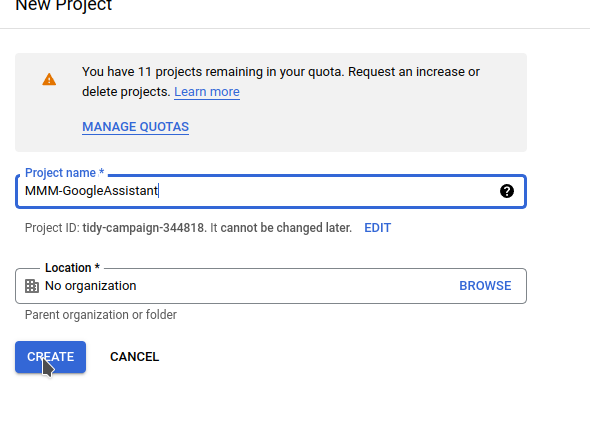 New Project
You have 11 projects remaining in your quota. Request an increase or
delete projects. Learn more
MANAGE QUOTAS
Project name *
MMM-GoogleAssistant
Project ID: tidy-campaign-344818. It cannot be changed later. EDIT
Location *
No organization BROWSE
Parent organization or folder
CREATE CANCEL